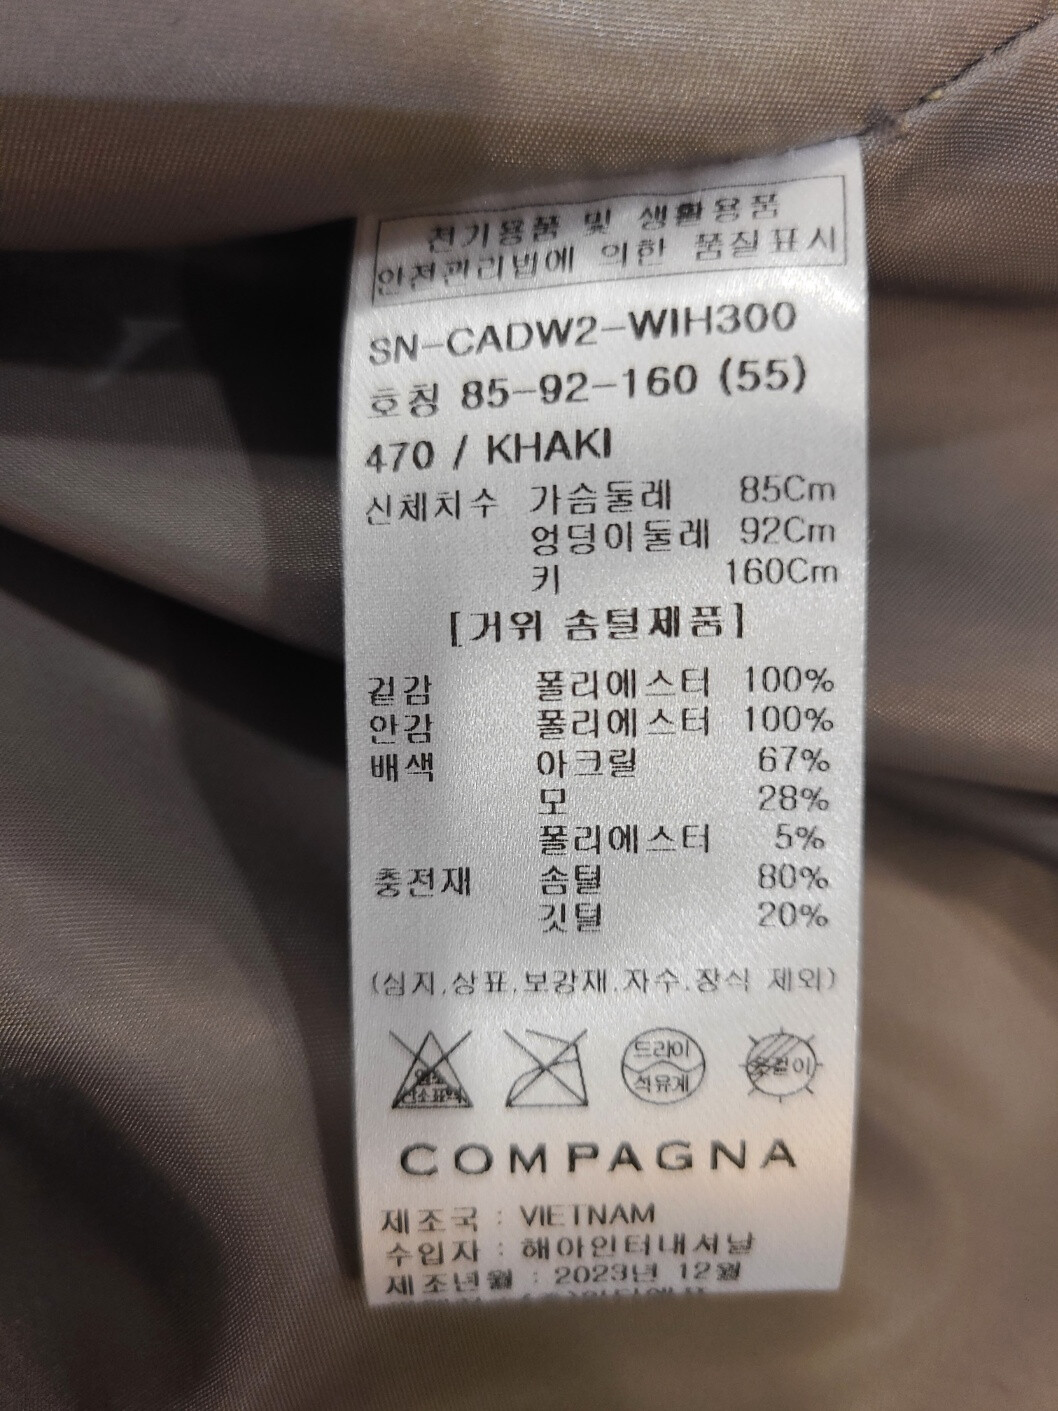 전기용품 및 생활용품
안전관리법에 의한 품질표시
SN-CADW2-WIH300
호칭 85-92-160 (55)
470 / KHAKI
신체치수 가슴둘레 85Cm
엉덩이둘레 92Cm
키 160Cm
[거위 솜털제품]
겉감 폴리에스터 100%
안감 폴리에스터 100%
배색 아크릴 67%
모 28%
폴리에스터 5%
충전재 솜털 80%
깃털 20%
(심지,상표,보강재,자수,장식 제외)
드라이
석유계
옷걸이
COMPAGNA
제조국 : VIETNAM
수입자 : 해아인터내셔날
제조년월 : 2023년 12월